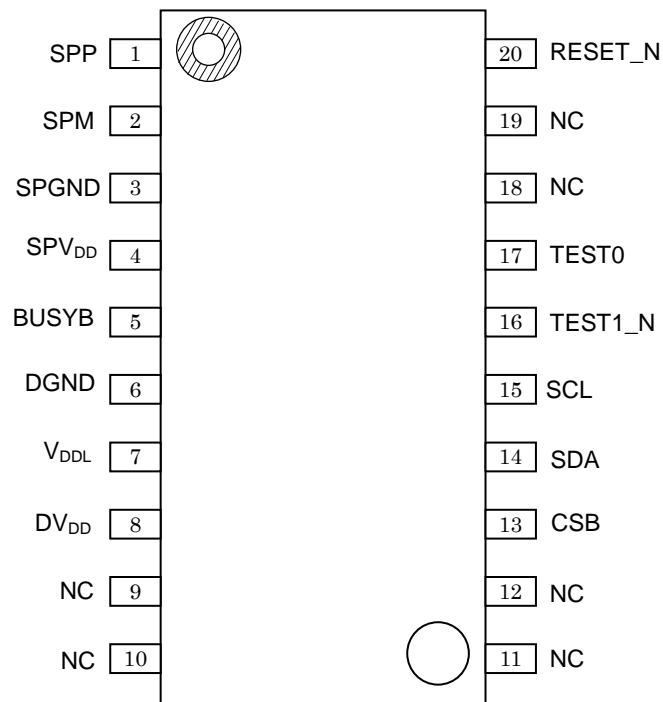 SPP 1 20 RESET_N
SPM 2 19 NC
SPGND 3 18 NC
SPVDD 4 17 TEST0
BUSYB 5 16 TEST1_N
DGND 6 15 SCL
VDDL 7 14 SDA
DVDD 8 13 CSB
NC 9 12 NC
NC 10 11 NC